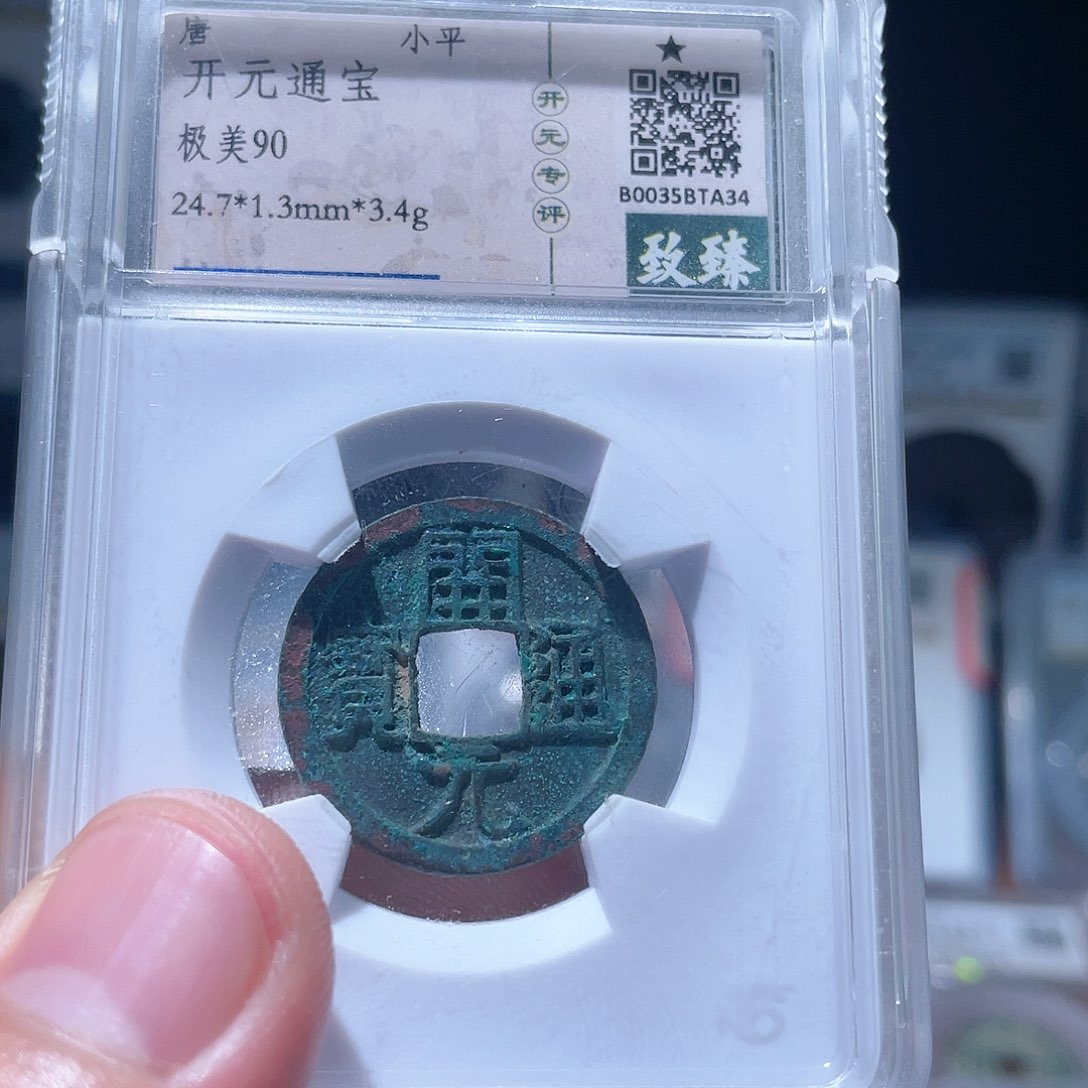 唐 小平
开元通宝
极美90
24.7*1.3mm*3.4g
开元专评
★
B0035BTA34
致臻
開
通
元
寳